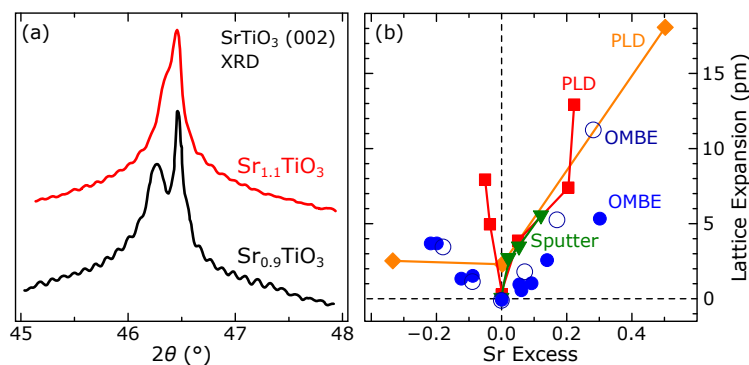 (a)
SrTiO₃ (002)
XRD
Sr₁.₁TiO₃
Sr₀.₉TiO₃
45 46 47 48
2θ (°)
(b)
PLD
PLD
OMBE
OMBE
Sputter
15
10
5
0
−0.2 0.0 0.2 0.4
Sr Excess
Lattice Expansion (pm)